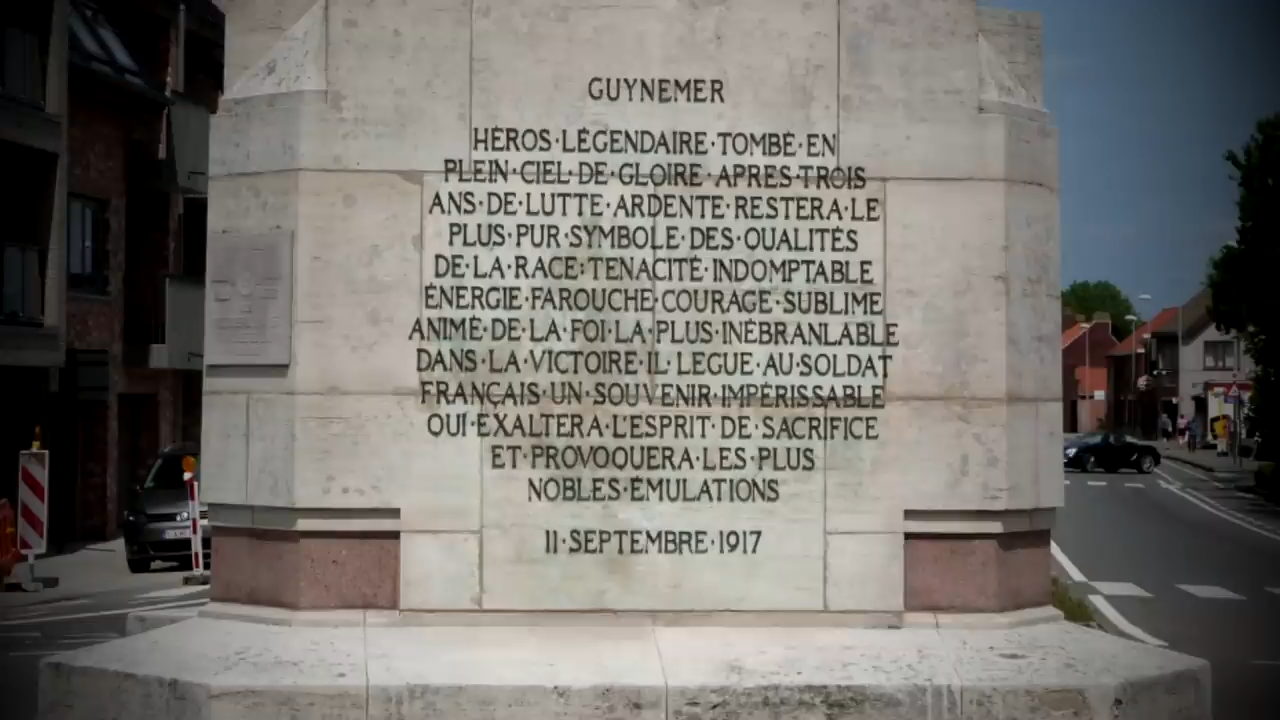 GUYNEMER
HÉROS·LÉGENDAIRE·TOMBÉ·EN
PLEIN·CIEL·DE·GLOIRE·APRES·TROIS
ANS·DE·LUTTE·ARDENTE·RESTERA·LE
PLUS·PUR·SYMBOLE·DES·QUALITÉS
DE·LA·RACE:TENACITÉ·INDOMPTABLE
ÉNERGIE·FAROUCHE·COURAGE·SUBLIME
ANIMÉ·DE·LA·FOI·LA·PLUS·INÉBRANLABLE
DANS·LA·VICTOIRE·IL·LEGUE·AU·SOLDAT
FRANÇAIS·UN·SOUVENIR·IMPÉRISSABLE
QUI·EXALTERA·L'ESPRIT·DE·SACRIFICE
ET·PROVOQUERA·LES·PLUS
NOBLES·ÉMULATIONS
11·SEPTEMBRE·1917